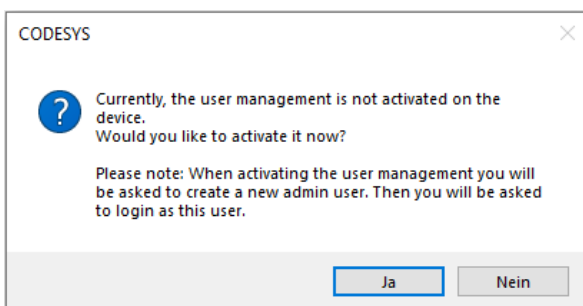 CODESYS
Currently, the user management is not activated on the
device.
Would you like to activate it now?
Please note: When activating the user management you will
be asked to create a new admin user. Then you will be asked
to login as this user.
Ja
Nein